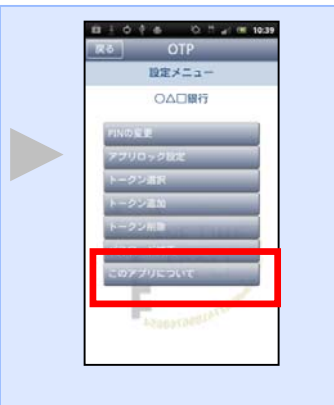 10:39
戻る
OTP
設定メニュー
○△□銀行
PINの変更
アプリロック設定
トークン選択
トークン追加
トークン削除
このアプリについて